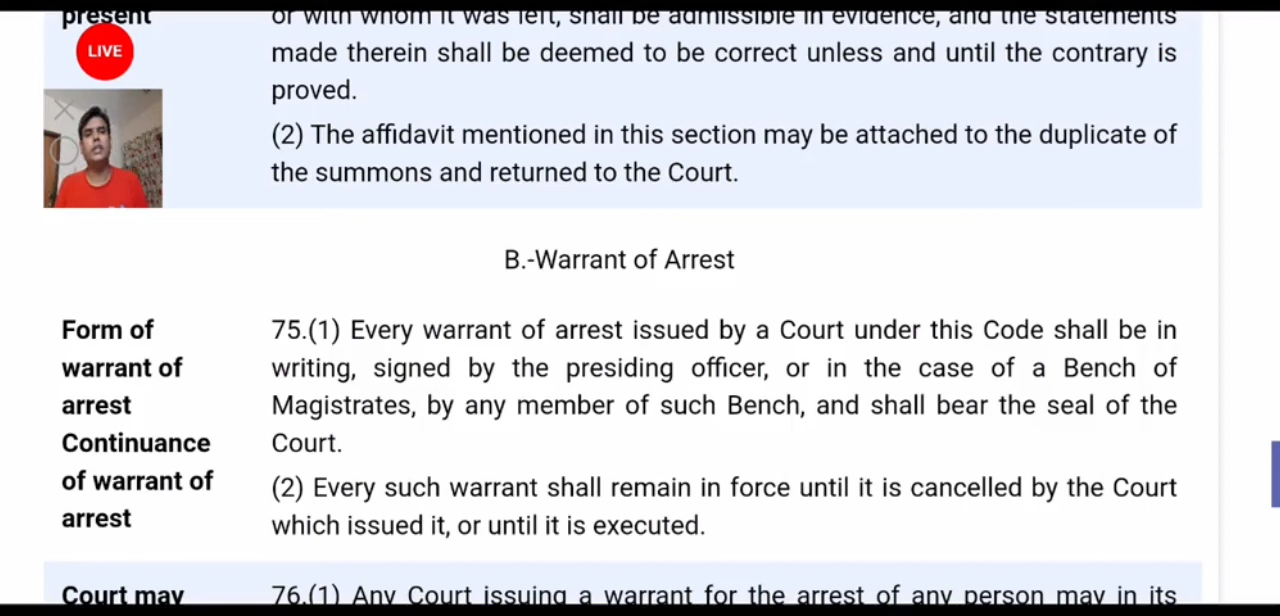 present
or with whom it was left, shall be admissible in evidence, and the statements
made therein shall be deemed to be correct unless and until the contrary is
proved.
(2) The affidavit mentioned in this section may be attached to the duplicate of
the summons and returned to the Court.
LIVE
B.-Warrant of Arrest
Form of
warrant of
arrest
Continuance
of warrant of
arrest
75.(1) Every warrant of arrest issued by a Court under this Code shall be in
writing, signed by the presiding officer, or in the case of a Bench of
Magistrates, by any member of such Bench, and shall bear the seal of the
Court.
(2) Every such warrant shall remain in force until it is cancelled by the Court
which issued it, or until it is executed.
Court may
76.(1) Any Court issuing a warrant for the arrest of any person may in its